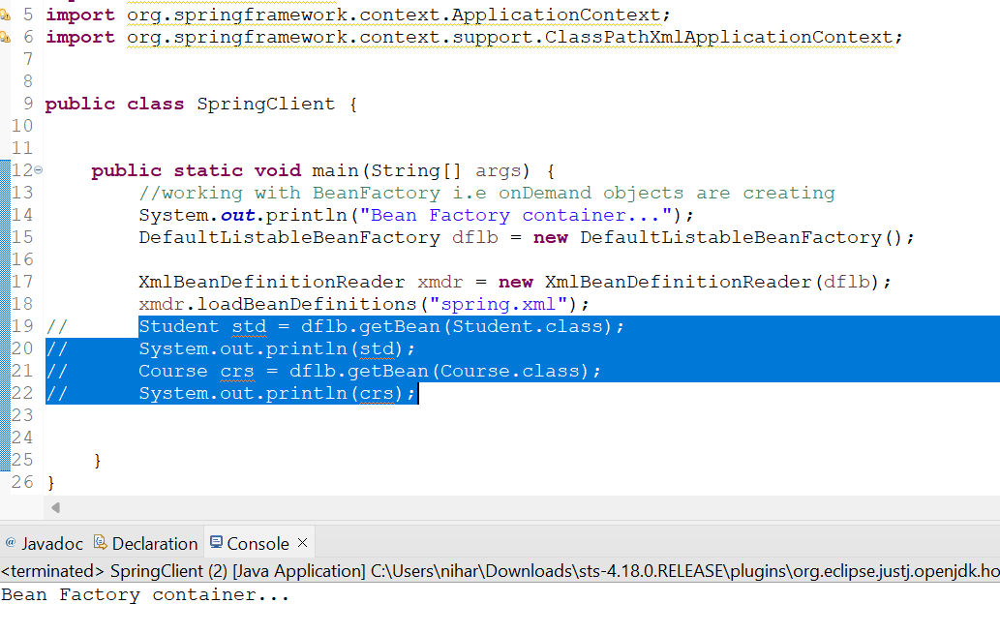 5 import org.springframework.context.ApplicationContext;
6 import org.springframework.context.support.ClassPathXmlApplicationContext;
7
8
9 public class SpringClient {
10
11
12 public static void main(String[] args) {
13 //working with BeanFactory i.e onDemand objects are creating
14 System.out.println("Bean Factory container...");
15 DefaultListableBeanFactory dflb = new DefaultListableBeanFactory();
16
17 XmlBeanDefinitionReader xmdr = new XmlBeanDefinitionReader(dflb);
18 xmdr.loadBeanDefinitions("spring.xml");
19 // Student std = dflb.getBean(Student.class);
20 // System.out.println(std);
21 // Course crs = dflb.getBean(Course.class);
22 // System.out.println(crs);
23
24
25 }
26 }
@ Javadoc Declaration Console ×
<terminated> SpringClient (2) [Java Application] C:\Users\nihar\Downloads\sts-4.18.0.RELEASE\plugins\org.eclipse.justj.openjdk.ho
Bean Factory container...